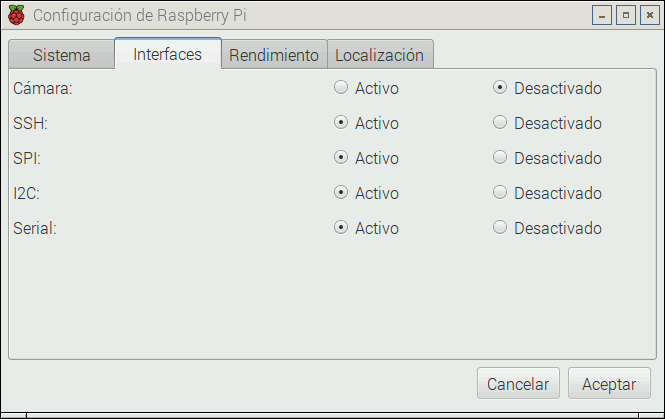 Configuración de Raspberry Pi
Sistema Interfaces Rendimiento Localización
Cámara: Activo Desactivado
SSH: Activo Desactivado
SPI: Activo Desactivado
I2C: Activo Desactivado
Serial: Activo Desactivado
Cancelar Aceptar